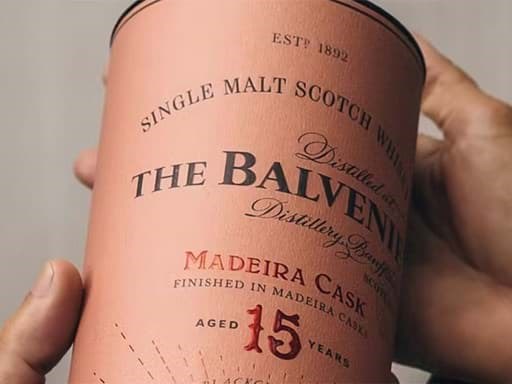 ESTD 1892
SINGLE MALT SCOTCH
Distilled at
THE BALVENIE
Distillery,
MADEIRA CASK
FINISHED IN MADEIRA CASKS
AGED 15 YEARS